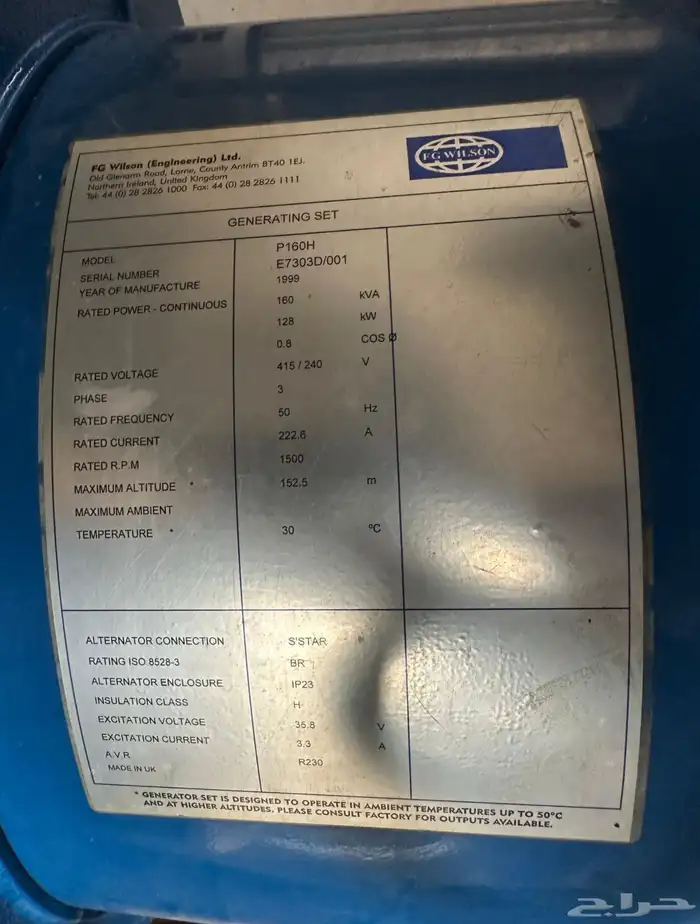 FG Wilson (Engineering) Ltd.
Old Glenarm Road, Larne, County Antrim BT40 1EJ.
Northern Ireland, United Kingdom
Tel: 44 (0) 28 2826 1000 Fax: 44 (0) 28 2826 1111
FG WILSON
GENERATING SET
MODEL P160H
SERIAL NUMBER E7303D/001
YEAR OF MANUFACTURE 1999
RATED POWER - CONTINUOUS 160 kVA
128 kW
0.8 COS Ø
RATED VOLTAGE 415 / 240 V
PHASE 3
RATED FREQUENCY 50 Hz
RATED CURRENT 222.6 A
RATED R.P.M 1500
MAXIMUM ALTITUDE * 152.5 m
MAXIMUM AMBIENT
TEMPERATURE * 30 ºC
ALTERNATOR CONNECTION S'STAR
RATING ISO 8528-3 BR
ALTERNATOR ENCLOSURE IP23
INSULATION CLASS H
EXCITATION VOLTAGE 35.8 V
EXCITATION CURRENT 3.3 A
A.V.R R230
MADE IN UK
* GENERATOR SET IS DESIGNED TO OPERATE IN AMBIENT TEMPERATURES UP TO 50ºC
AND AT HIGHER ALTITUDES. PLEASE CONSULT FACTORY FOR OUTPUTS AVAILABLE.
حراج